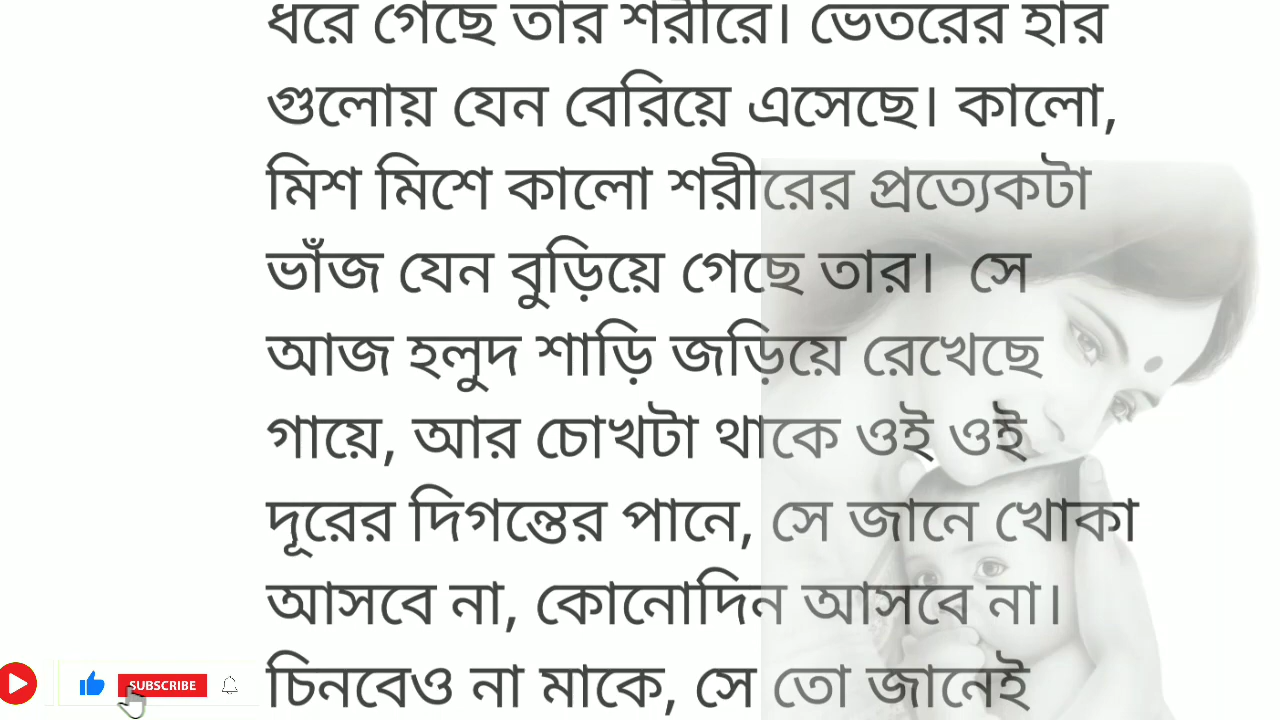 ধরে গেছে তার শরীরে। ভেতরের হার
গুলোয় যেন বেরিয়ে এসেছে। কালো,
মিশ মিশে কালো শরীরের প্রত্যেকটা
ভাঁজ যেন বুড়িয়ে গেছে তার। সে
আজ হলুদ শাড়ি জড়িয়ে রেখেছে
গায়ে, আর চোখটা থাকে ওই ওই
দূরের দিগন্তের পানে, সে জানে খোকা
আসবে না, কোনোদিন আসবে না।
চিনবেও না মাকে, সে তো জানেই
SUBSCRIBE